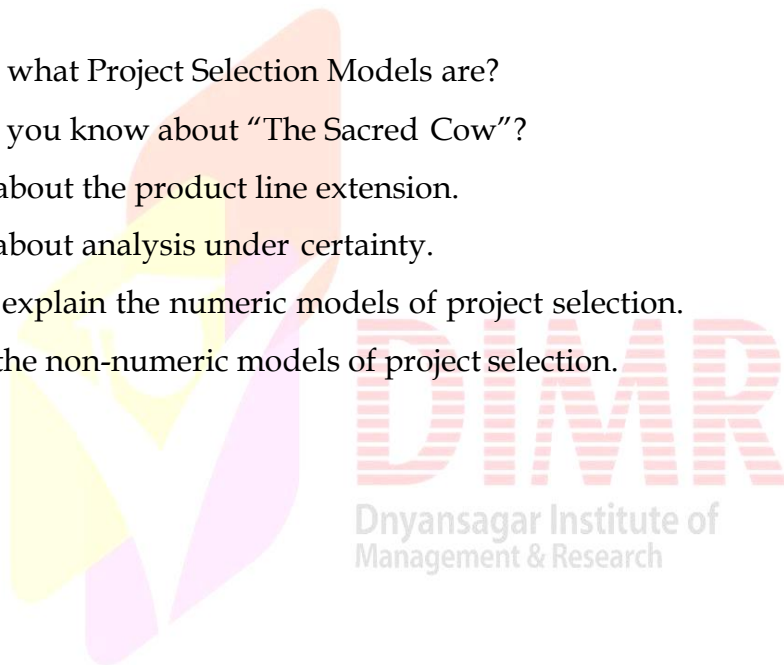 what Project Selection Models are?
you know about “The Sacred Cow”?
about the product line extension.
about analysis under certainty.
explain the numeric models of project selection.
the non-numeric models of project selection.
DIMR
Dnyansagar Institute of
Management & Research